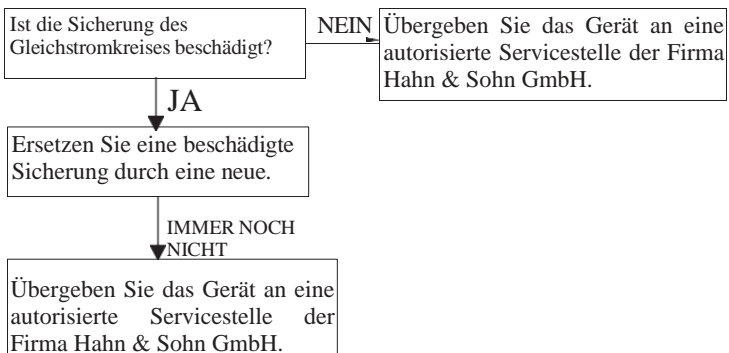 Ist die Sicherung des
Gleichstromkreises beschädigt?
NEIN
Übergeben Sie das Gerät an eine
autorisierte Servicestelle der Firma
Hahn & Sohn GmbH.
JA
Ersetzen Sie eine beschädigte
Sicherung durch eine neue.
IMMER NOCH
NICHT
Übergeben Sie das Gerät an eine
autorisierte Servicestelle der
Firma Hahn & Sohn GmbH.